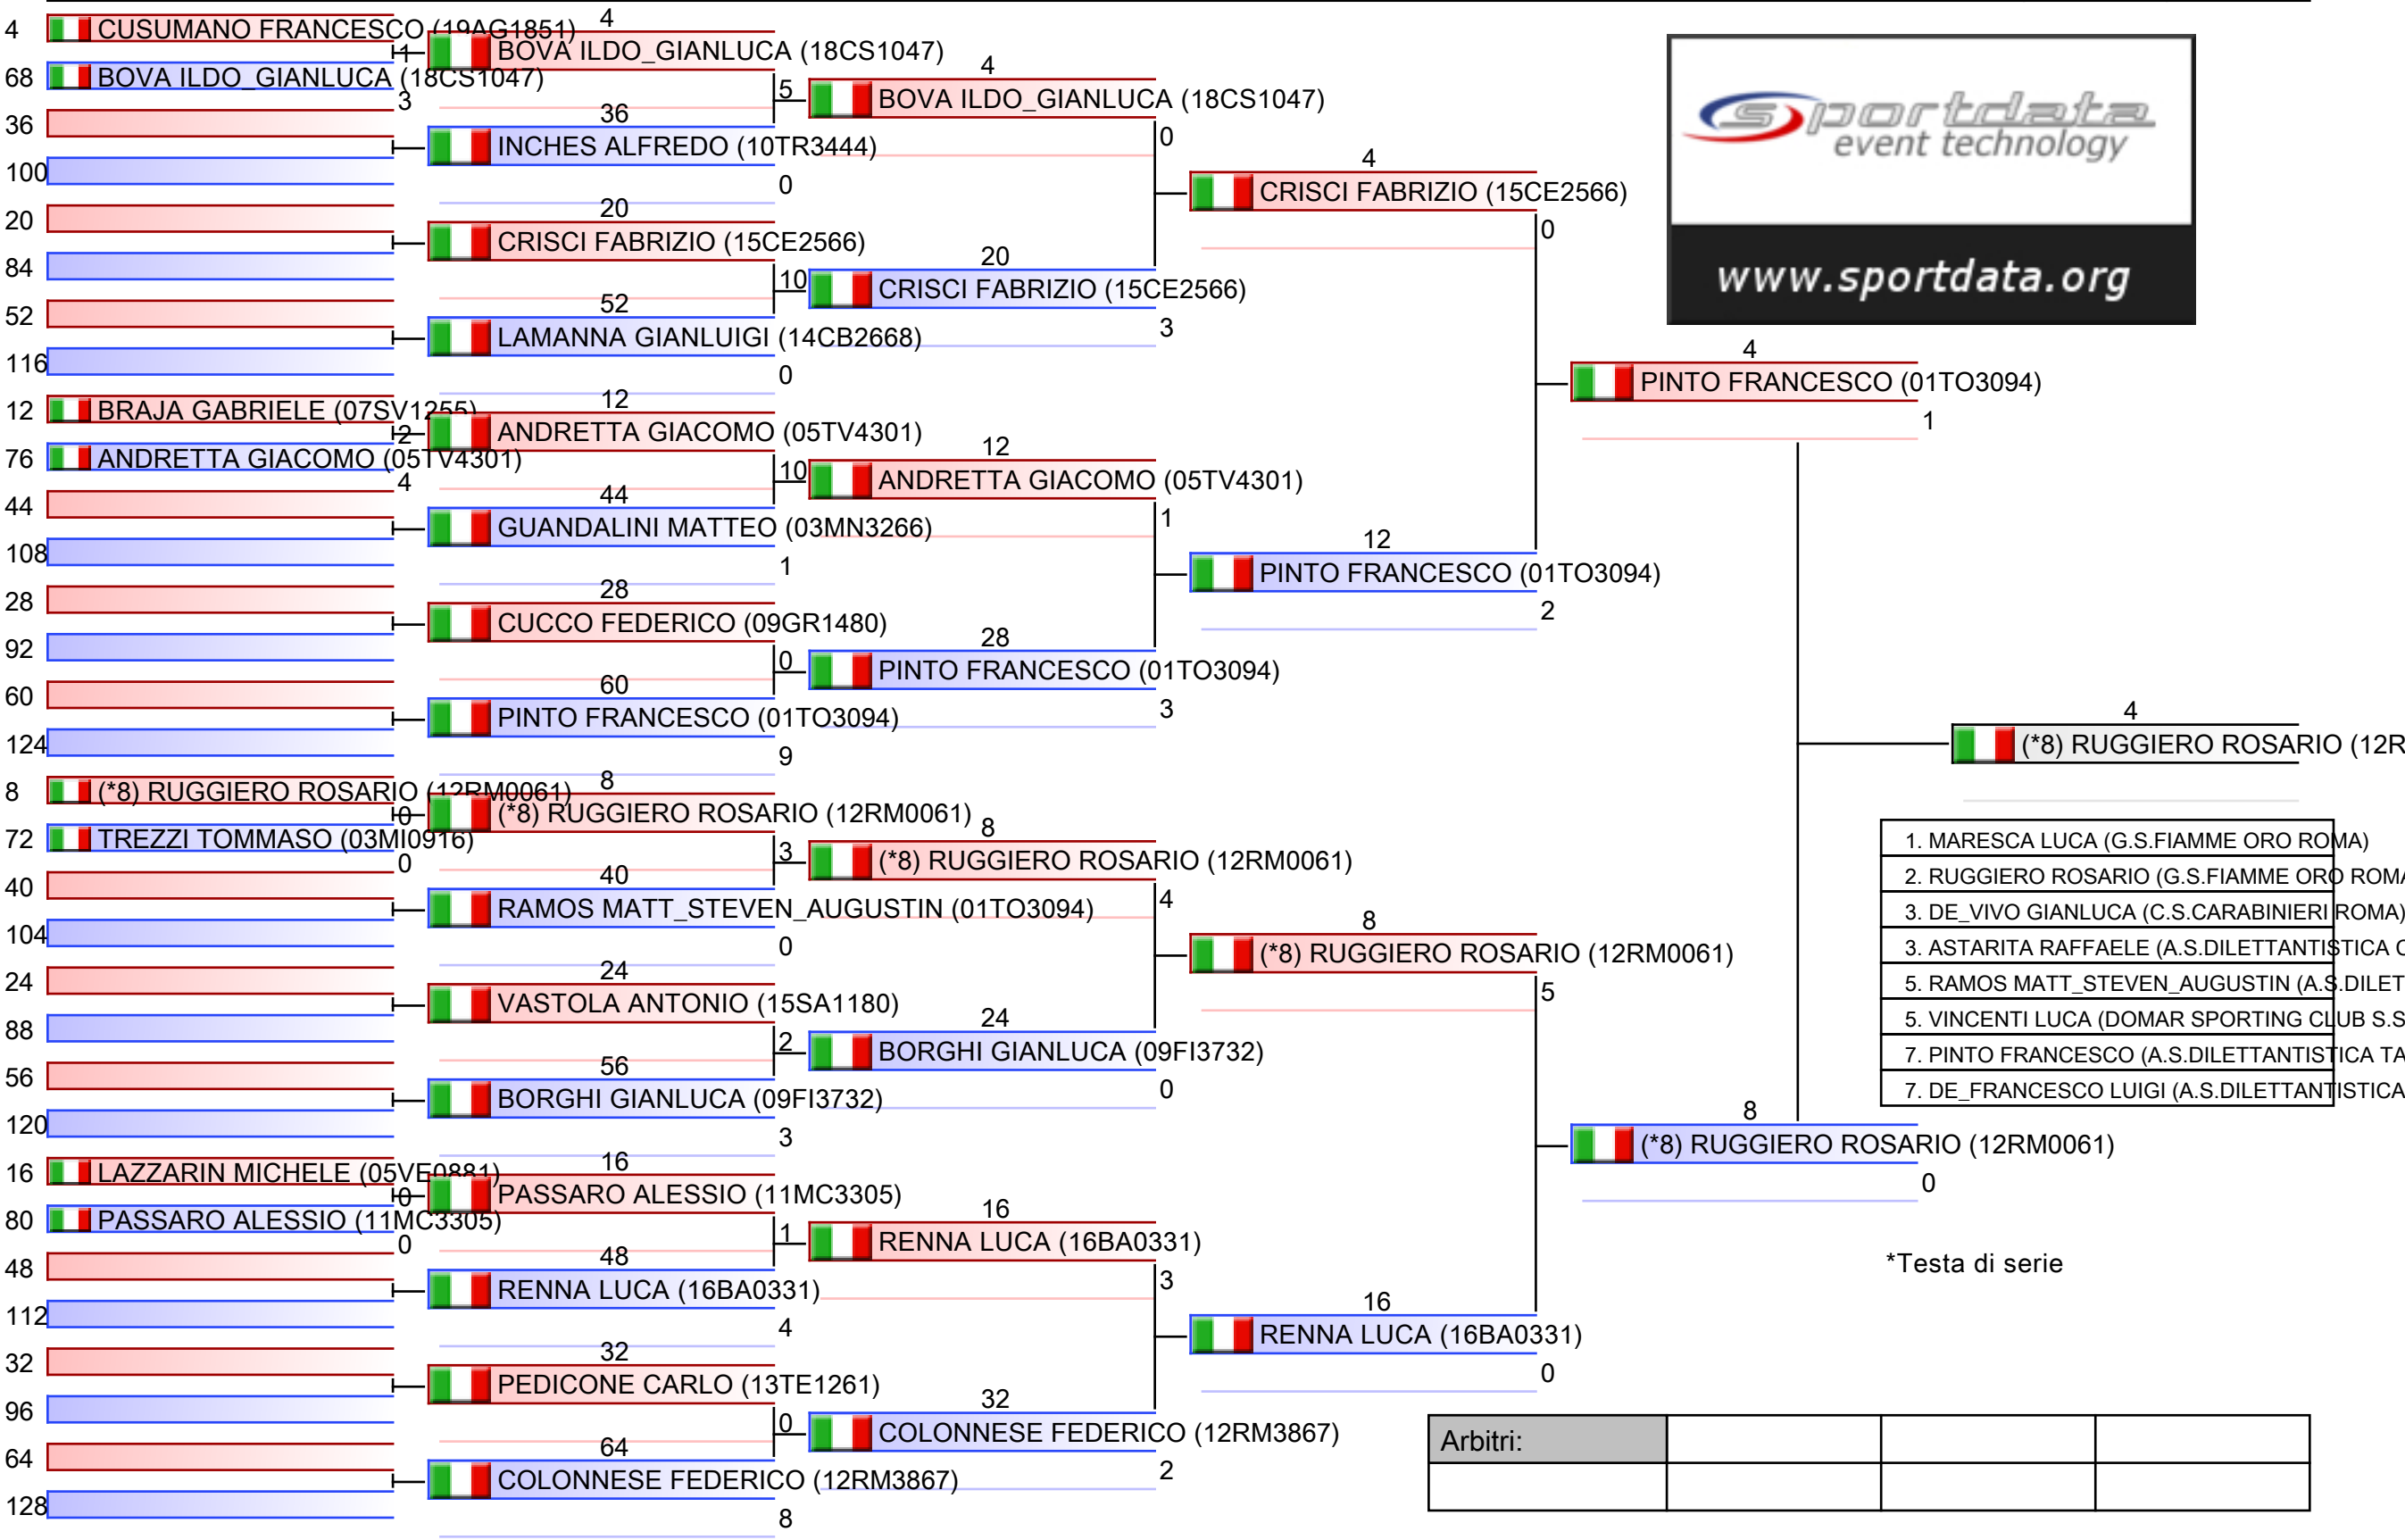 4 CUSUMANO FRANCESCO (19AG1851)
1
68 BOVA ILDO_GIANLUCA (18CS1047)
3
36
100
20
84
52
116
12 BRAJA GABRIELE (07SV1255)
2
76 ANDRETTA GIACOMO (05TV4301)
4
44
108
28
92
60
124
8 (*8) RUGGIERO ROSARIO (12RM0061)
0
72 TREZZI TOMMASO (03MI0916)
0
40
104
24
88
56
120
16 LAZZARIN MICHELE (05VE0881)
0
80 PASSARO ALESSIO (11MC3305)
0
48
112
32
96
64
128
4
BOVA ILDO_GIANLUCA (18CS1047)
5
36
INCHES ALFREDO (10TR3444)
0
20
CRISCI FABRIZIO (15CE2566)
10
52
LAMANNA GIANLUIGI (14CB2668)
0
12
ANDRETTA GIACOMO (05TV4301)
10
44
GUANDALINI MATTEO (03MN3266)
1
28
CUCCO FEDERICO (09GR1480)
0
60
PINTO FRANCESCO (01TO3094)
9
8
(*8) RUGGIERO ROSARIO (12RM0061)
3
40
RAMOS MATT_STEVEN_AUGUSTIN (01TO3094)
0
24
VASTOLA ANTONIO (15SA1180)
2
56
BORGHI GIANLUCA (09FI3732)
3
16
PASSARO ALESSIO (11MC3305)
1
48
RENNA LUCA (16BA0331)
4
32
PEDICONE CARLO (13TE1261)
0
64
COLONNESE FEDERICO (12RM3867)
8
4
BOVA ILDO_GIANLUCA (18CS1047)
0
20
CRISCI FABRIZIO (15CE2566)
3
12
ANDRETTA GIACOMO (05TV4301)
1
28
PINTO FRANCESCO (01TO3094)
3
8
(*8) RUGGIERO ROSARIO (12RM0061)
4
24
BORGHI GIANLUCA (09FI3732)
0
16
RENNA LUCA (16BA0331)
3
32
COLONNESE FEDERICO (12RM3867)
2
4
CRISCI FABRIZIO (15CE2566)
0
12
PINTO FRANCESCO (01TO3094)
2
8
(*8) RUGGIERO ROSARIO (12RM0061)
5
16
RENNA LUCA (16BA0331)
0
sportdata
event technology
www.sportdata.org
4
PINTO FRANCESCO (01TO3094)
1
8
(*8) RUGGIERO ROSARIO (12RM0061)
0
4
(*8) RUGGIERO ROSARIO (12R
1. MARESCA LUCA (G.S.FIAMME ORO ROMA)
2. RUGGIERO ROSARIO (G.S.FIAMME ORO ROMA
3. DE_VIVO GIANLUCA (C.S.CARABINIERI ROMA)
3. ASTARITA RAFFAELE (A.S.DILETTANTISTICA C
5. RAMOS MATT_STEVEN_AUGUSTIN (A.S.DILET
5. VINCENTI LUCA (DOMAR SPORTING CLUB S.S
7. PINTO FRANCESCO (A.S.DILETTANTISTICA TA
7. DE_FRANCESCO LUIGI (A.S.DILETTANTISTICA
*Testa di serie
Arbitri: